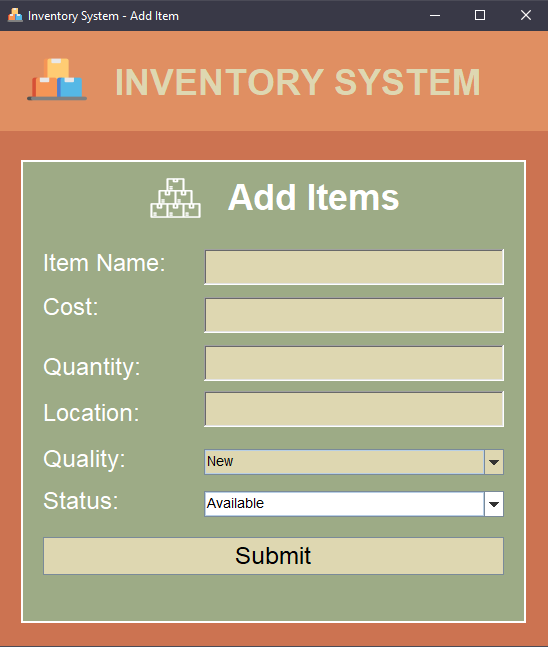 Inventory System - Add Item
INVENTORY SYSTEM
Add Items
Item Name:
Cost:
Quantity:
Location:
Quality: New
Status: Available
Submit